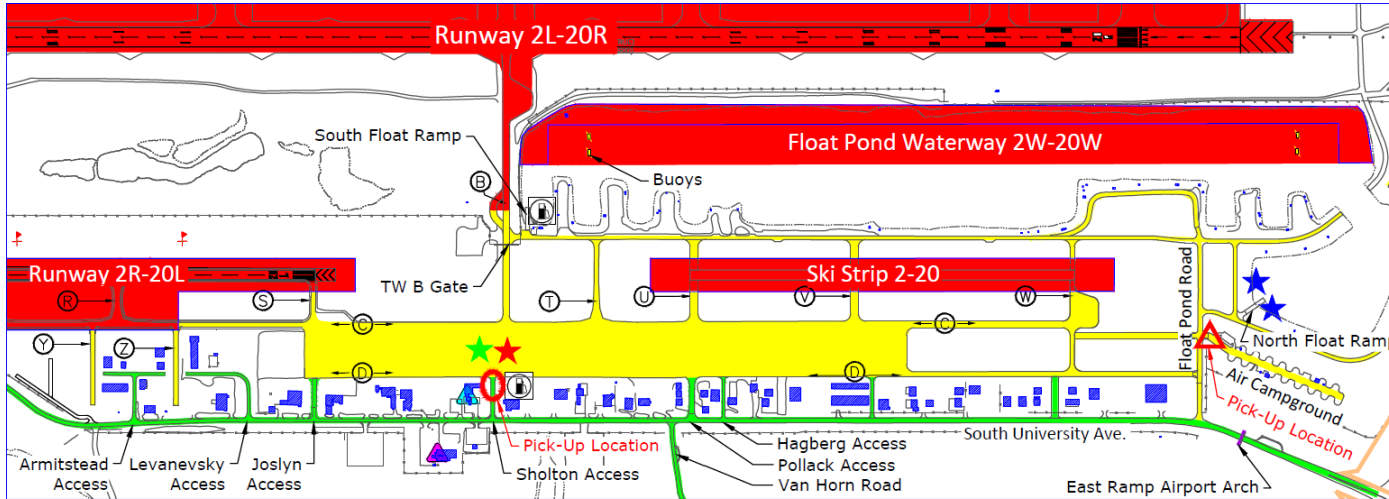 Runway 2L-20R
South Float Ramp
Float Pond Waterway 2W-20W
Buoys
B
Runway 2R-20L
Ski Strip 2-20
TW B Gate
R
S
T
U
V
W
C
C
Y
Z
D
D
Float Pond Road
North Float Ramp
Air Campground
Pick-Up Location
Pick-Up Location
South University Ave.
Hagberg Access
Pollack Access
Van Horn Road
Sholton Access
Armitstead
Access
Levanevsky
Access
Joslyn
Access
East Ramp Airport Arch